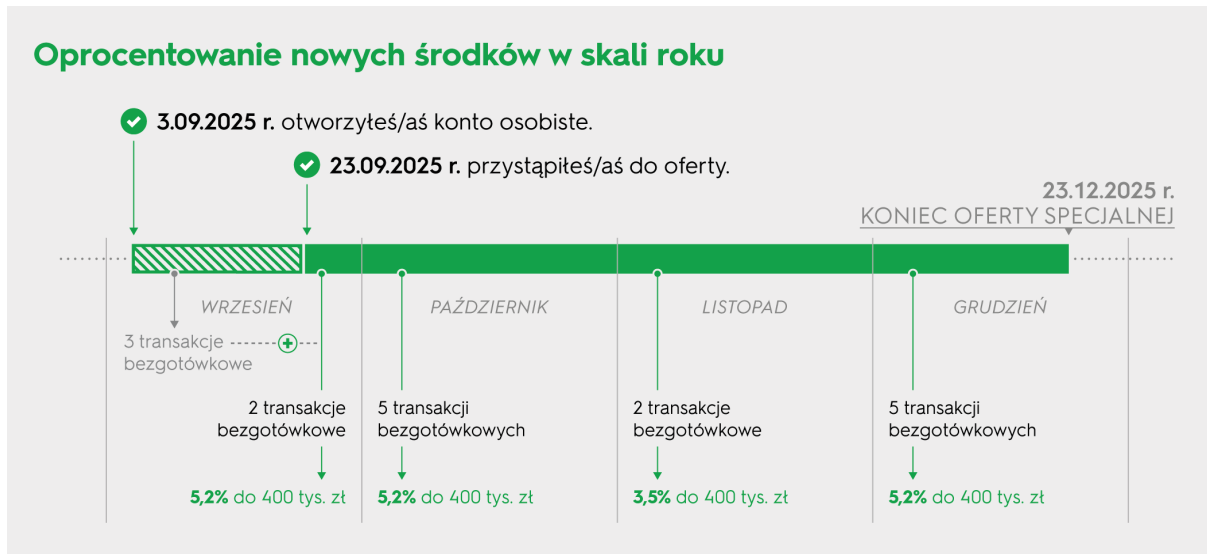 Oprocentowanie nowych środków w skali roku
3.09.2025 r. otworzyłeś/aś konto osobiste.
23.09.2025 r. przystąpiłeś/aś do oferty.
23.12.2025 r.
KONIEC OFERTY SPECJALNEJ
WRZESIEŃ
PAŹDZIERNIK
LISTOPAD
GRUDZIEŃ
3 transakcje
bezgotówkowe
2 transakcje
bezgotówkowe
5,2% do 400 tys. zł
5 transakcji
bezgotówkowych
5,2% do 400 tys. zł
2 transakcje
bezgotówkowe
3,5% do 400 tys. zł
5 transakcji
bezgotówkowych
5,2% do 400 tys. zł